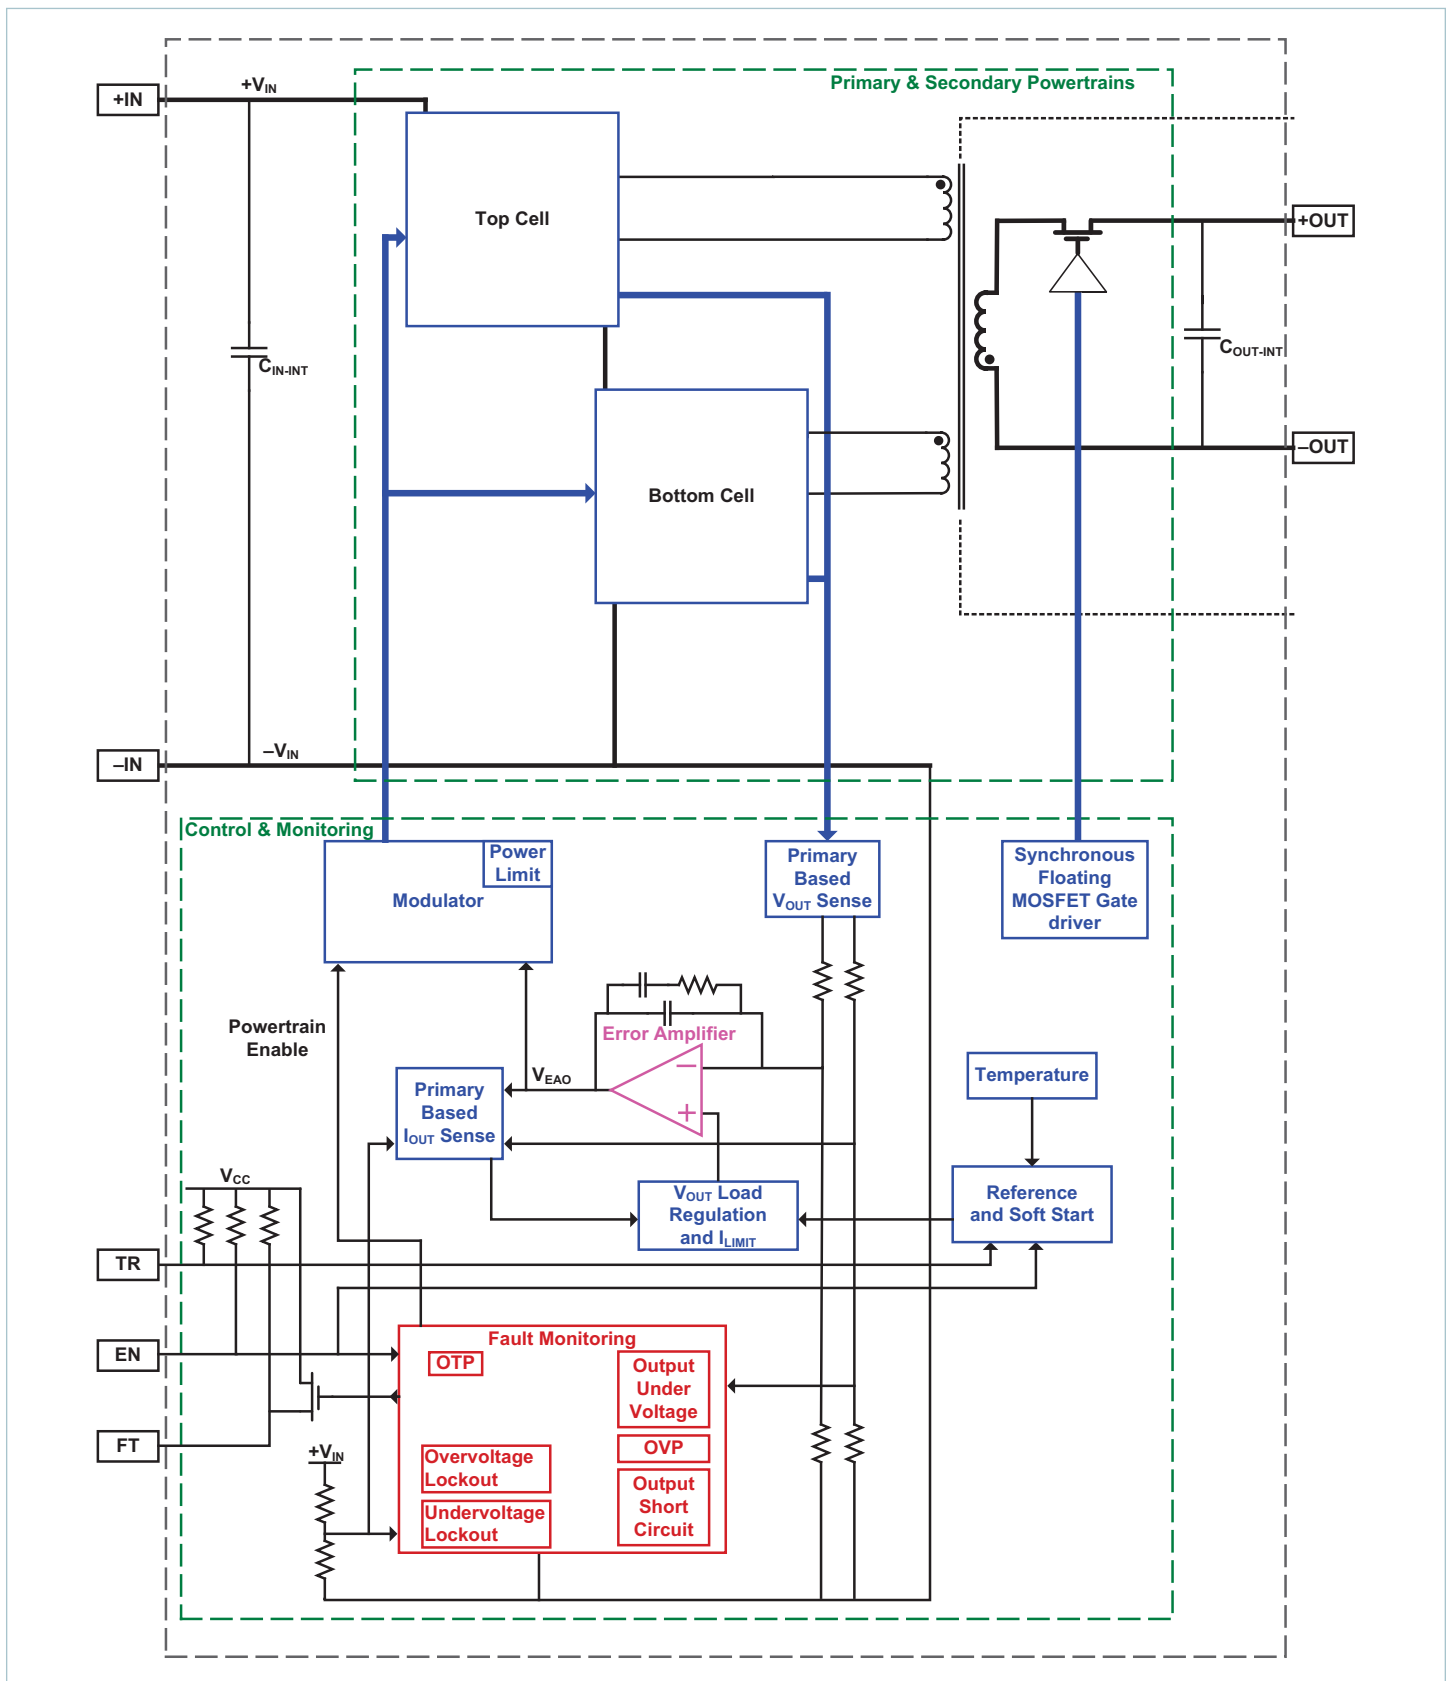 Primary & Secondary Powertrains
+IN
+VIN
Top Cell
+OUT
CIN-INT
COUT-INT
–OUT
Bottom Cell
–IN
–VIN
Control & Monitoring
Power
Limit
Modulator
Primary
Based
VOUT Sense
Synchronous
Floating
MOSFET Gate
driver
Powertrain
Enable
Error Amplifier
–
+
VEAO
Primary
Based
IOUT Sense
Temperature
VCC
VOUT Load
Regulation
and ILIMIT
Reference
and Soft Start
TR
EN
FT
Fault Monitoring
OTP
Output
Under
Voltage
OVP
Output
Short
Circuit
+VIN
Overvoltage
Lockout
Undervoltage
Lockout